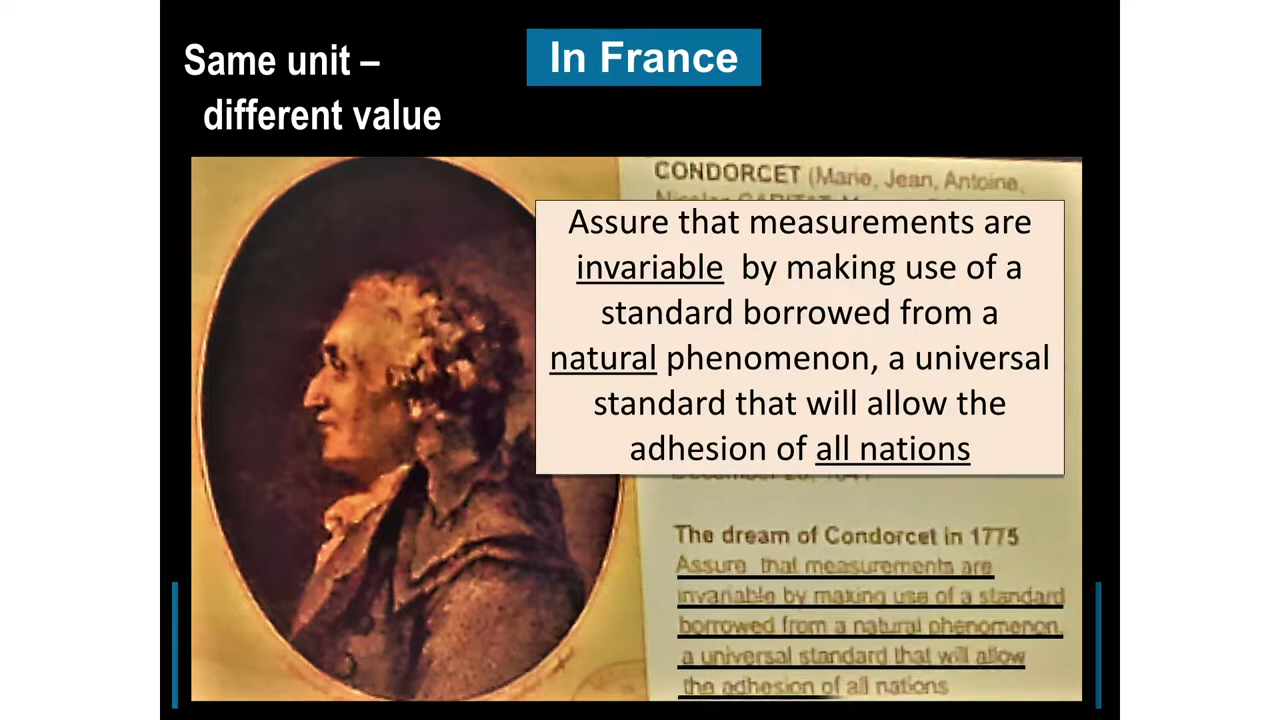 Same unit –
different value
In France
CONDORCET (Marie, Jean, Antoine,
Assure that measurements are
invariable by making use of a
standard borrowed from a
natural phenomenon, a universal
standard that will allow the
adhesion of all nations
The dream of Condorcet in 1775
Assure that measurements are
invariable by making use of a standard
borrowed from a natural phenomenon,
a universal standard that will allow
the adhesion of all nations